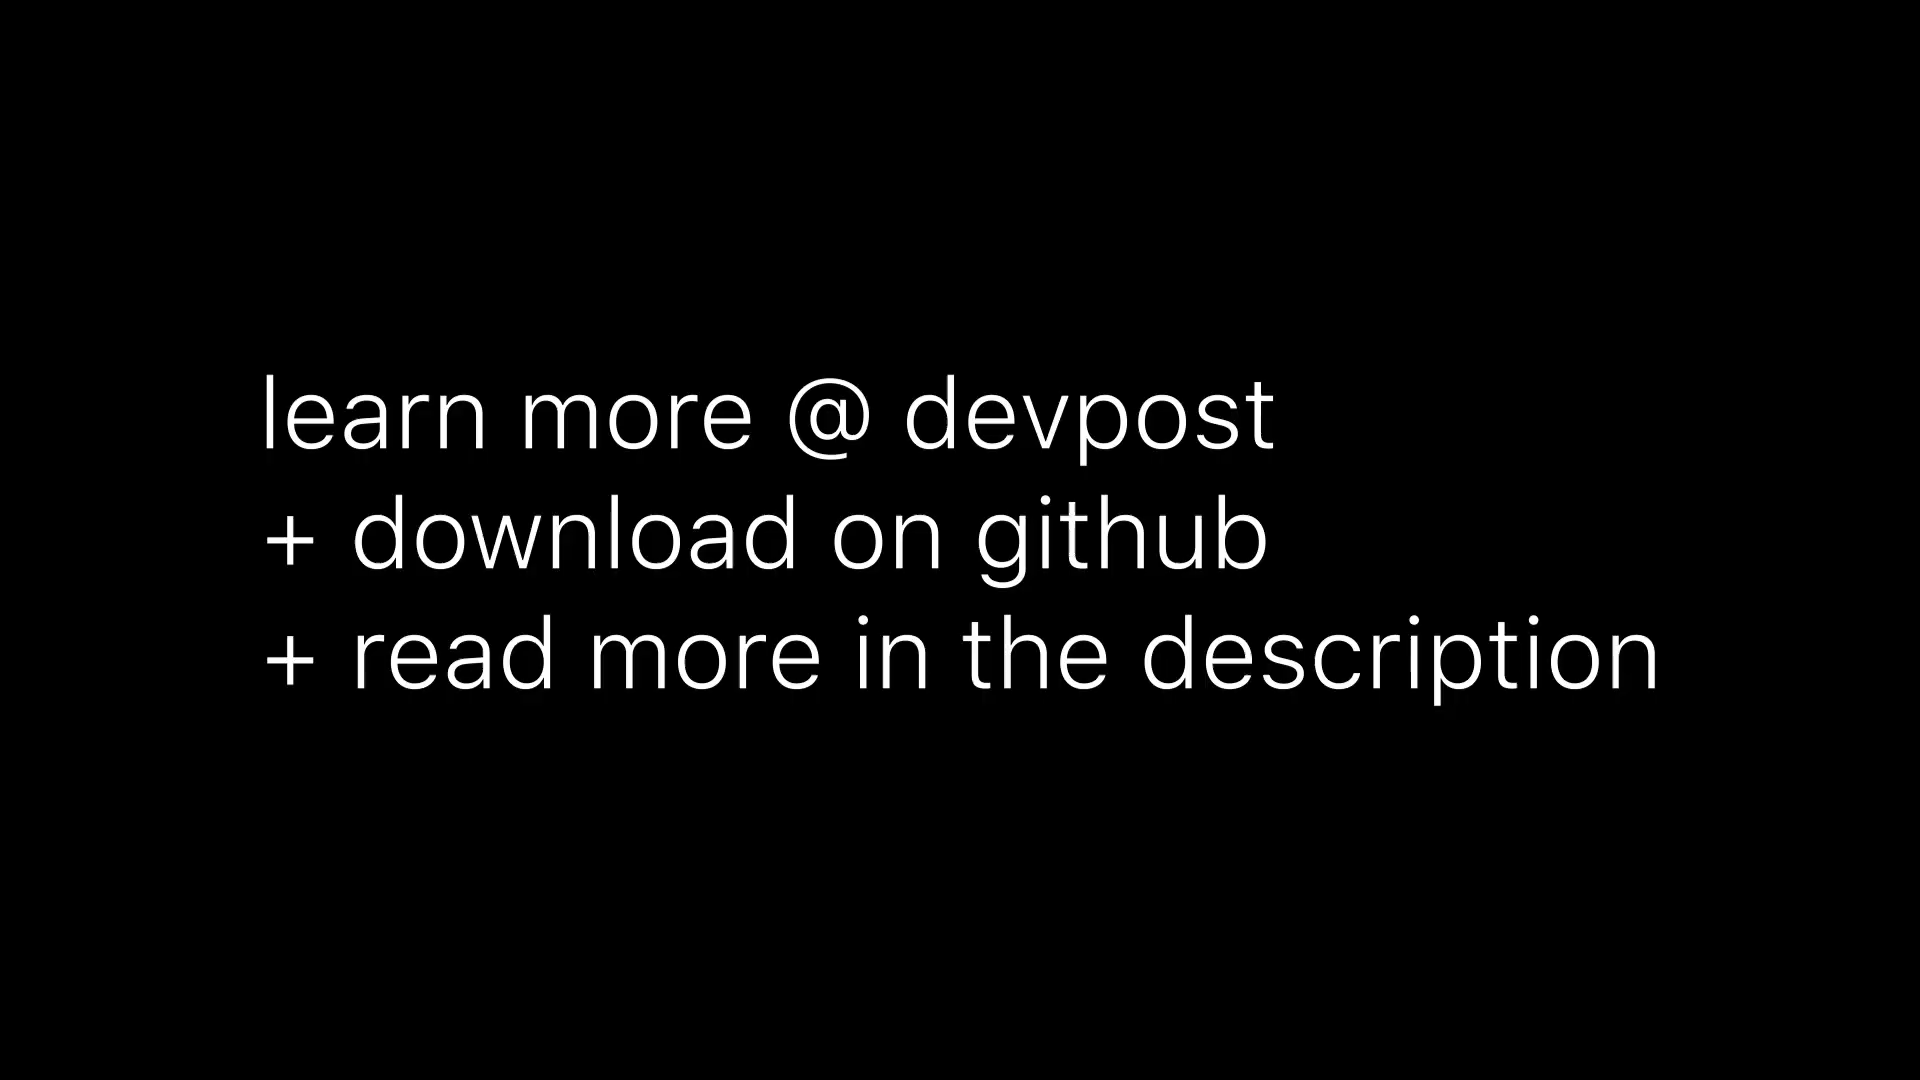 learn more @ devpost
+ download on github
+ read more in the description